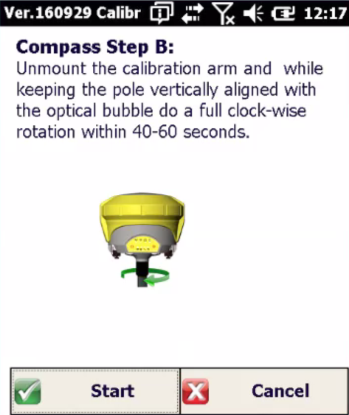 Ver.160929 Calibr 12:17
Compass Step B:
Unmount the calibration arm and while
keeping the pole vertically aligned with
the optical bubble do a full clock-wise
rotation within 40-60 seconds.
Start Cancel